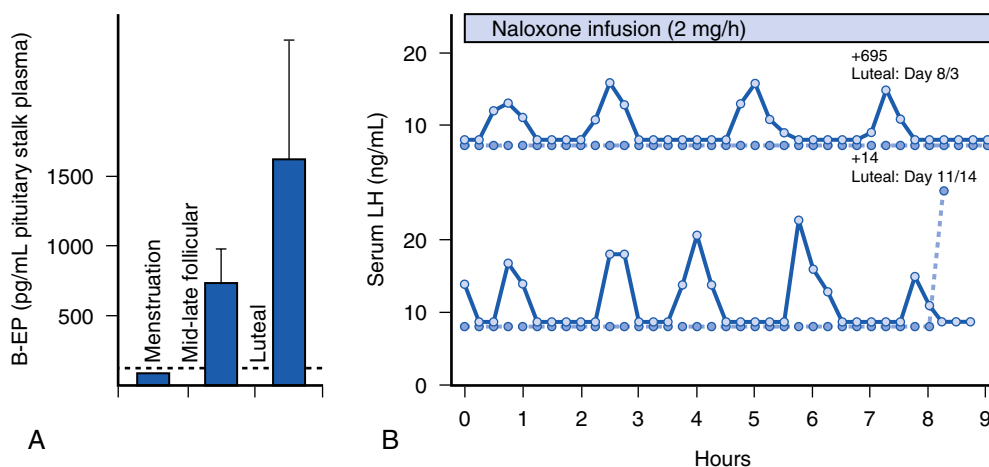 A
B-EP (pg/mL pituitary stalk plasma)
1500
1000
500
Menstruation
Mid-late follicular
Luteal
B
Naloxone infusion (2 mg/h)
Serum LH (ng/mL)
20
10
20
10
0
+695
Luteal: Day 8/3
+14
Luteal: Day 11/14
0 1 2 3 4 5 6 7 8 9
Hours